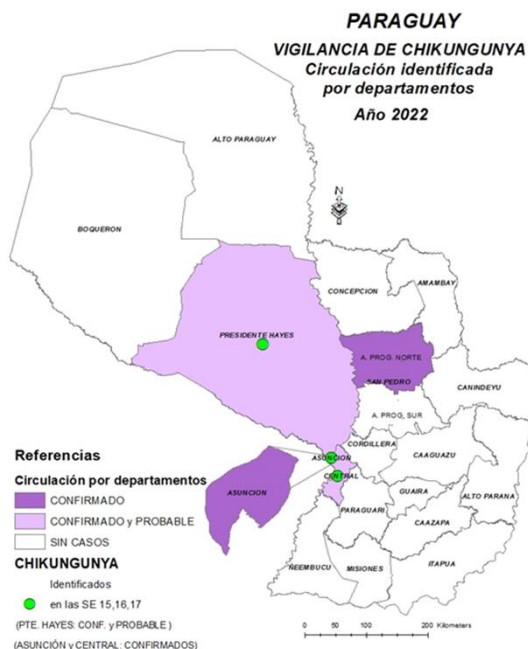 PARAGUAY
VIGILANCIA DE CHIKUNGUNYA
Circulación identificada
por departamentos
Año 2022
ALTO PARAGUAY
N
BOQUERON
CONCEPCION
AMAMBAY
PRESIDENTE HAYES
A. PROG. NORTE
SAN PEDRO
CANINDEYU
A. PROG. SUR
CORDILLERA
ASUNCION
CAAGUAZU
CENTRAL
ASUNCION
GUAIRA
ALTO PARANA
PARAGUARI
CAAZAPA
ÑEEMBUCU
MISIONES
ITAPUA
Referencias
Circulación por departamentos
CONFIRMADO
CONFIRMADO y PROBABLE
SIN CASOS
CHIKUNGUNYA
Identificados
en las SE 15,16,17
(PTE. HAYES: CONF. y PROBABLE )
(ASUNCIÓN y CENTRAL: CONFIRMADOS)
0 50 100 200 Kilometers